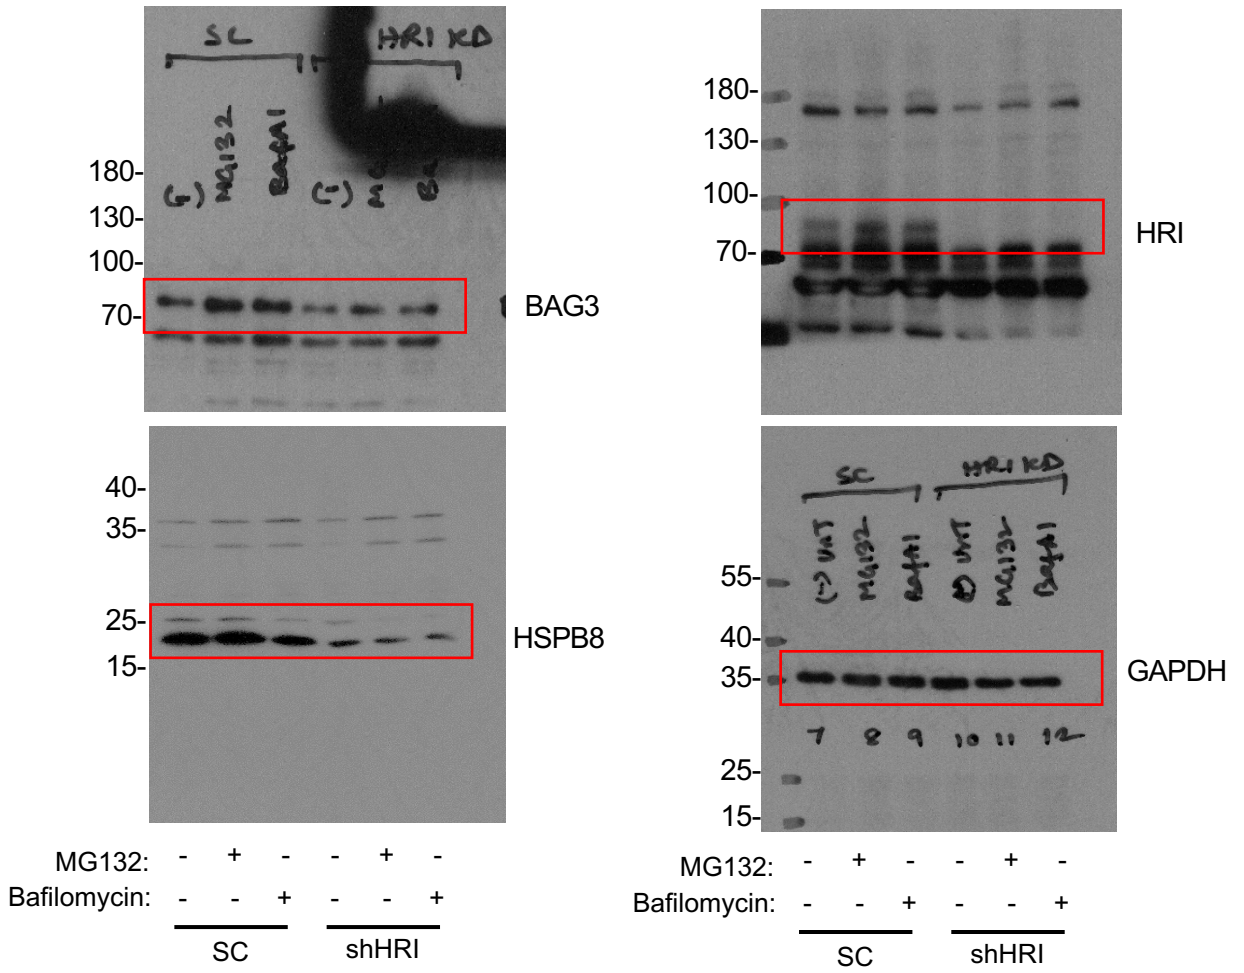 SC HRI KD
(-) MG132 BAFA1 (-)
180-
130-
100-
70-
BAG3
180-
130-
100-
70-
HRI
40-
35-
25-
15-
HSPB8
SC HRI KD
(-) UNT MG132 BafA1 UNT MG132 BafA1
55-
40-
35-
25-
15-
7 8 9 10 11 12
GAPDH
MG132: - + - - + -
Bafilomycin: - - + - - +
SC shHRI
MG132: - + - - + -
Bafilomycin: - - + - - +
SC shHRI